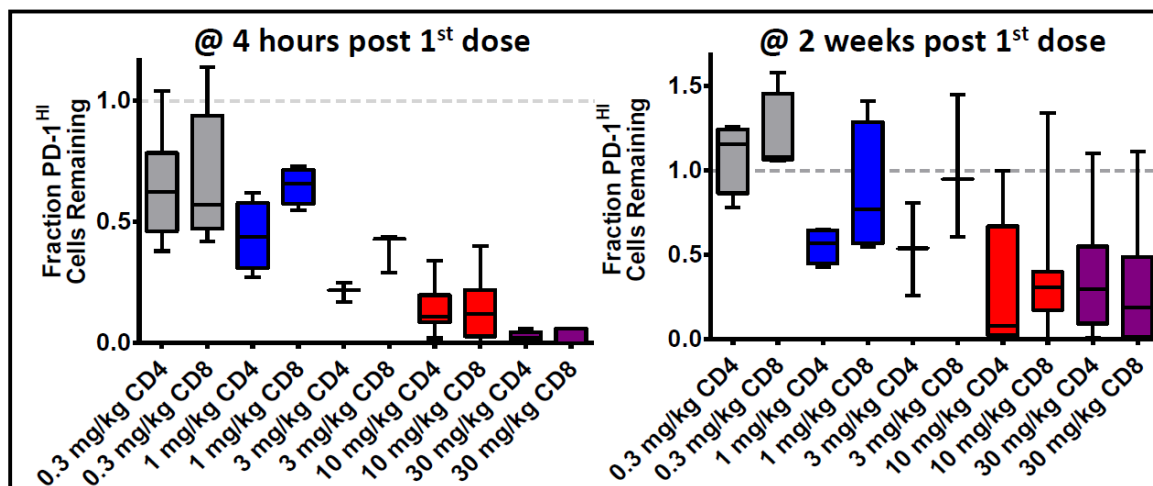 @ 4 hours post 1st dose
Fraction PD-1HI
Cells Remaining
1.0
0.5
0.0
0.3 mg/kg CD4
0.3 mg/kg CD8
1 mg/kg CD4
1 mg/kg CD8
3 mg/kg CD4
3 mg/kg CD8
10 mg/kg CD4
10 mg/kg CD8
30 mg/kg CD4
30 mg/kg CD8
@ 2 weeks post 1st dose
Fraction PD-1HI
Cells Remaining
1.5
1.0
0.5
0.0
0.3 mg/kg CD4
0.3 mg/kg CD8
1 mg/kg CD4
1 mg/kg CD8
3 mg/kg CD4
3 mg/kg CD8
10 mg/kg CD4
10 mg/kg CD8
30 mg/kg CD4
30 mg/kg CD8